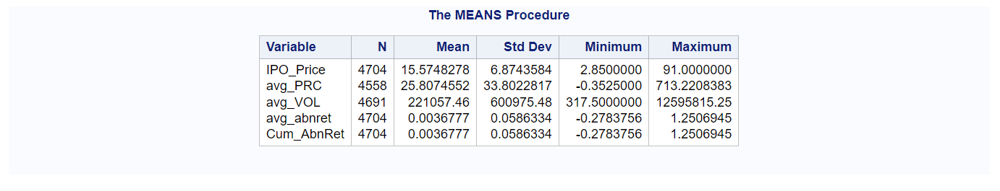 The MEANS Procedure
Variable N Mean Std Dev Minimum Maximum
IPO_Price 4704 15.5748278 6.8743584 2.8500000 91.0000000
avg_PRC 4558 25.8074552 33.8022817 -0.3525000 713.2208383
avg_VOL 4691 221057.46 600975.48 317.5000000 12595815.25
avg_abnret 4704 0.0036777 0.0586334 -0.2783756 1.2506945
Cum_AbnRet 4704 0.0036777 0.0586334 -0.2783756 1.2506945